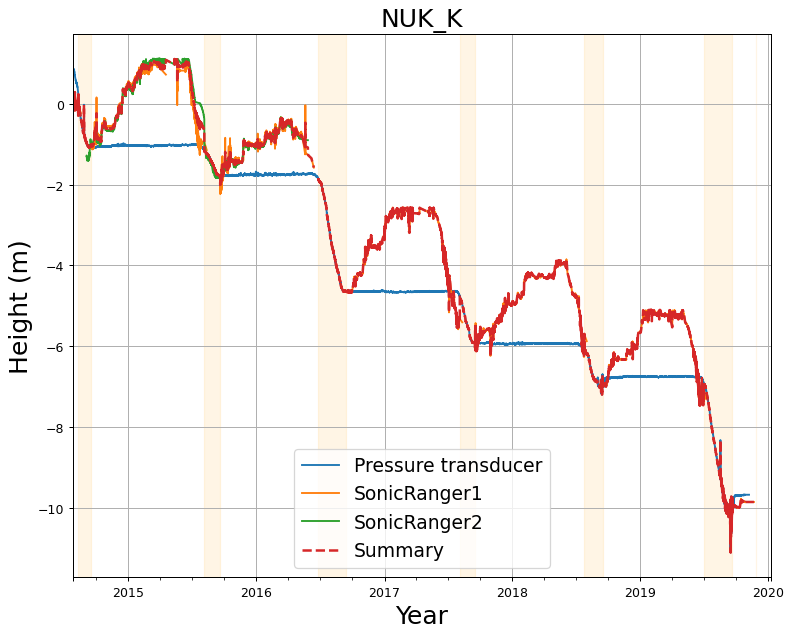 NUK_K
Height (m)
0
−2
−4
−6
−8
−10
Pressure transducer
SonicRanger1
SonicRanger2
Summary
2015 2016 2017 2018 2019 2020
Year